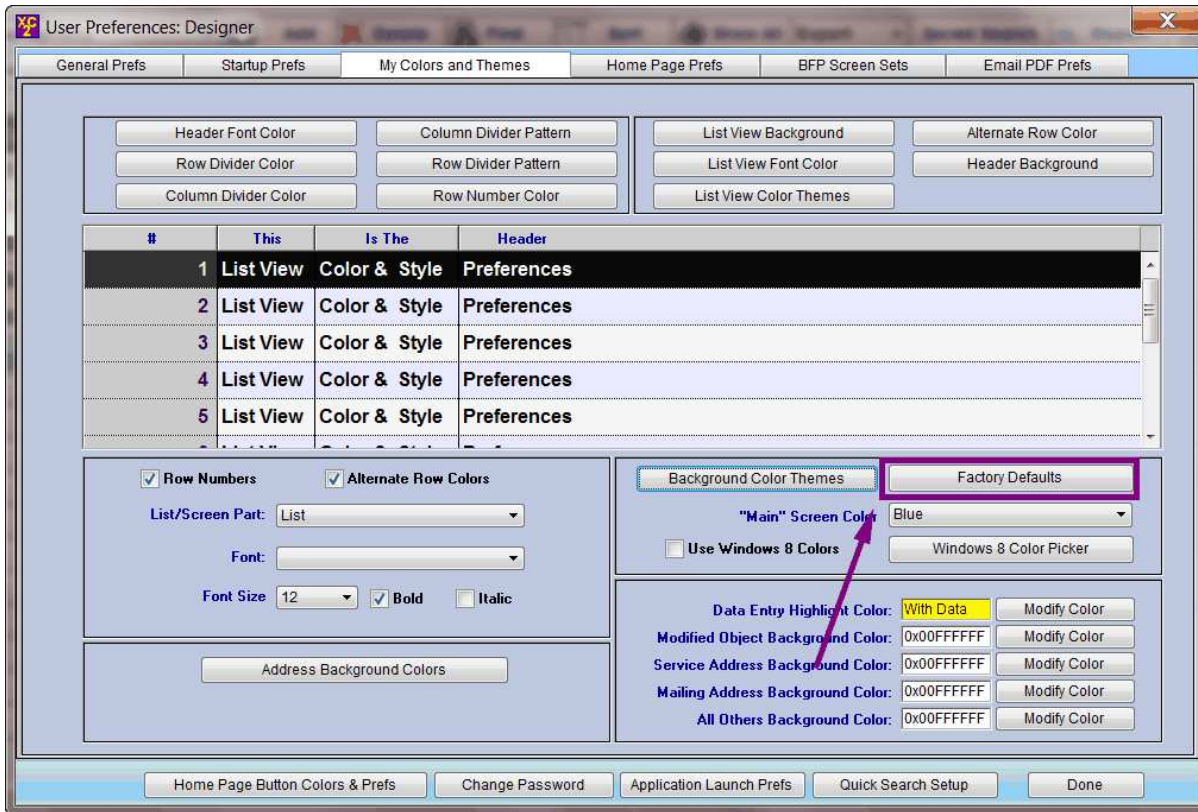 XC2
User Preferences: Designer
X
General Prefs
Startup Prefs
My Colors and Themes
Home Page Prefs
BFP Screen Sets
Email PDF Prefs
Header Font Color
Column Divider Pattern
List View Background
Alternate Row Color
Row Divider Color
Row Divider Pattern
List View Font Color
Header Background
Column Divider Color
Row Number Color
List View Color Themes
# This Is The Header
1 List View Color & Style Preferences
2 List View Color & Style Preferences
3 List View Color & Style Preferences
4 List View Color & Style Preferences
5 List View Color & Style Preferences
Row Numbers
Alternate Row Colors
List/Screen Part: List
Font:
Font Size 12 Bold Italic
Background Color Themes
Factory Defaults
"Main" Screen Color Blue
Use Windows 8 Colors
Windows 8 Color Picker
Data Entry Highlight Color: With Data Modify Color
Modified Object Background Color: 0x00FFFFFF Modify Color
Service Address Background Color: 0x00FFFFFF Modify Color
Mailing Address Background Color: 0x00FFFFFF Modify Color
All Others Background Color: 0x00FFFFFF Modify Color
Address Background Colors
Home Page Button Colors & Prefs
Change Password
Application Launch Prefs
Quick Search Setup
Done